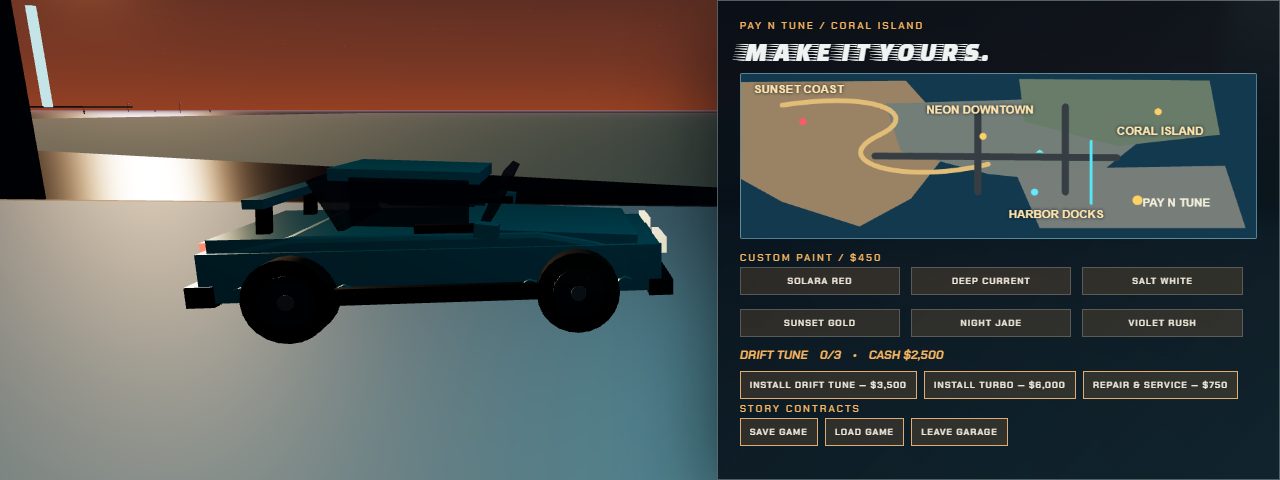 PAY N TUNE / CORAL ISLAND
MAKE IT YOURS.
SUNSET COAST
NEON DOWNTOWN
CORAL ISLAND
PAY N TUNE
HARBOR DOCKS
CUSTOM PAINT / $450
SOLARA RED DEEP CURRENT SALT WHITE
SUNSET GOLD NIGHT JADE VIOLET RUSH
DRIFT TUNE 0/3 • CASH $2,500
INSTALL DRIFT TUNE — $3,500 INSTALL TURBO — $6,000 REPAIR & SERVICE — $750
STORY CONTRACTS
SAVE GAME LOAD GAME LEAVE GARAGE